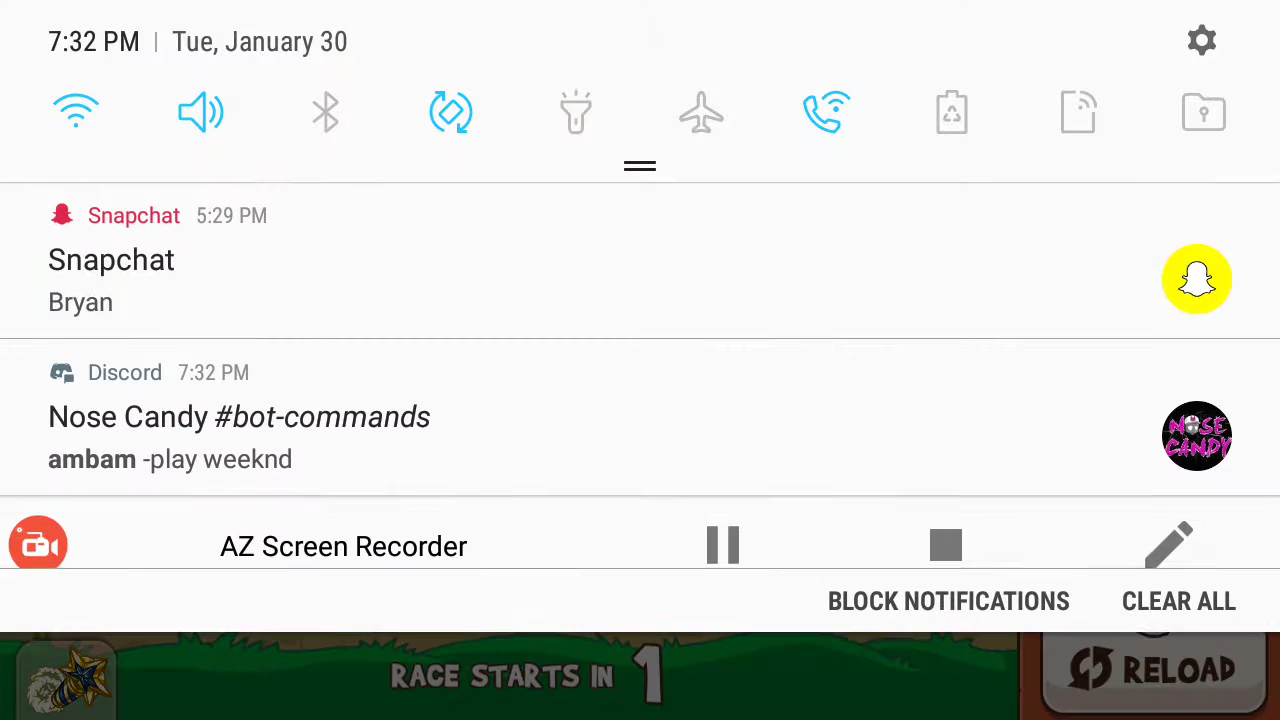 7:32 PM | Tue, January 30
Snapchat 5:29 PM
Snapchat
Bryan
Discord 7:32 PM
Nose Candy #bot-commands
NOSE
CANDY
ambam -play weeknd
AZ Screen Recorder
BLOCK NOTIFICATIONS CLEAR ALL
RACE STARTS IN 1
RELOAD